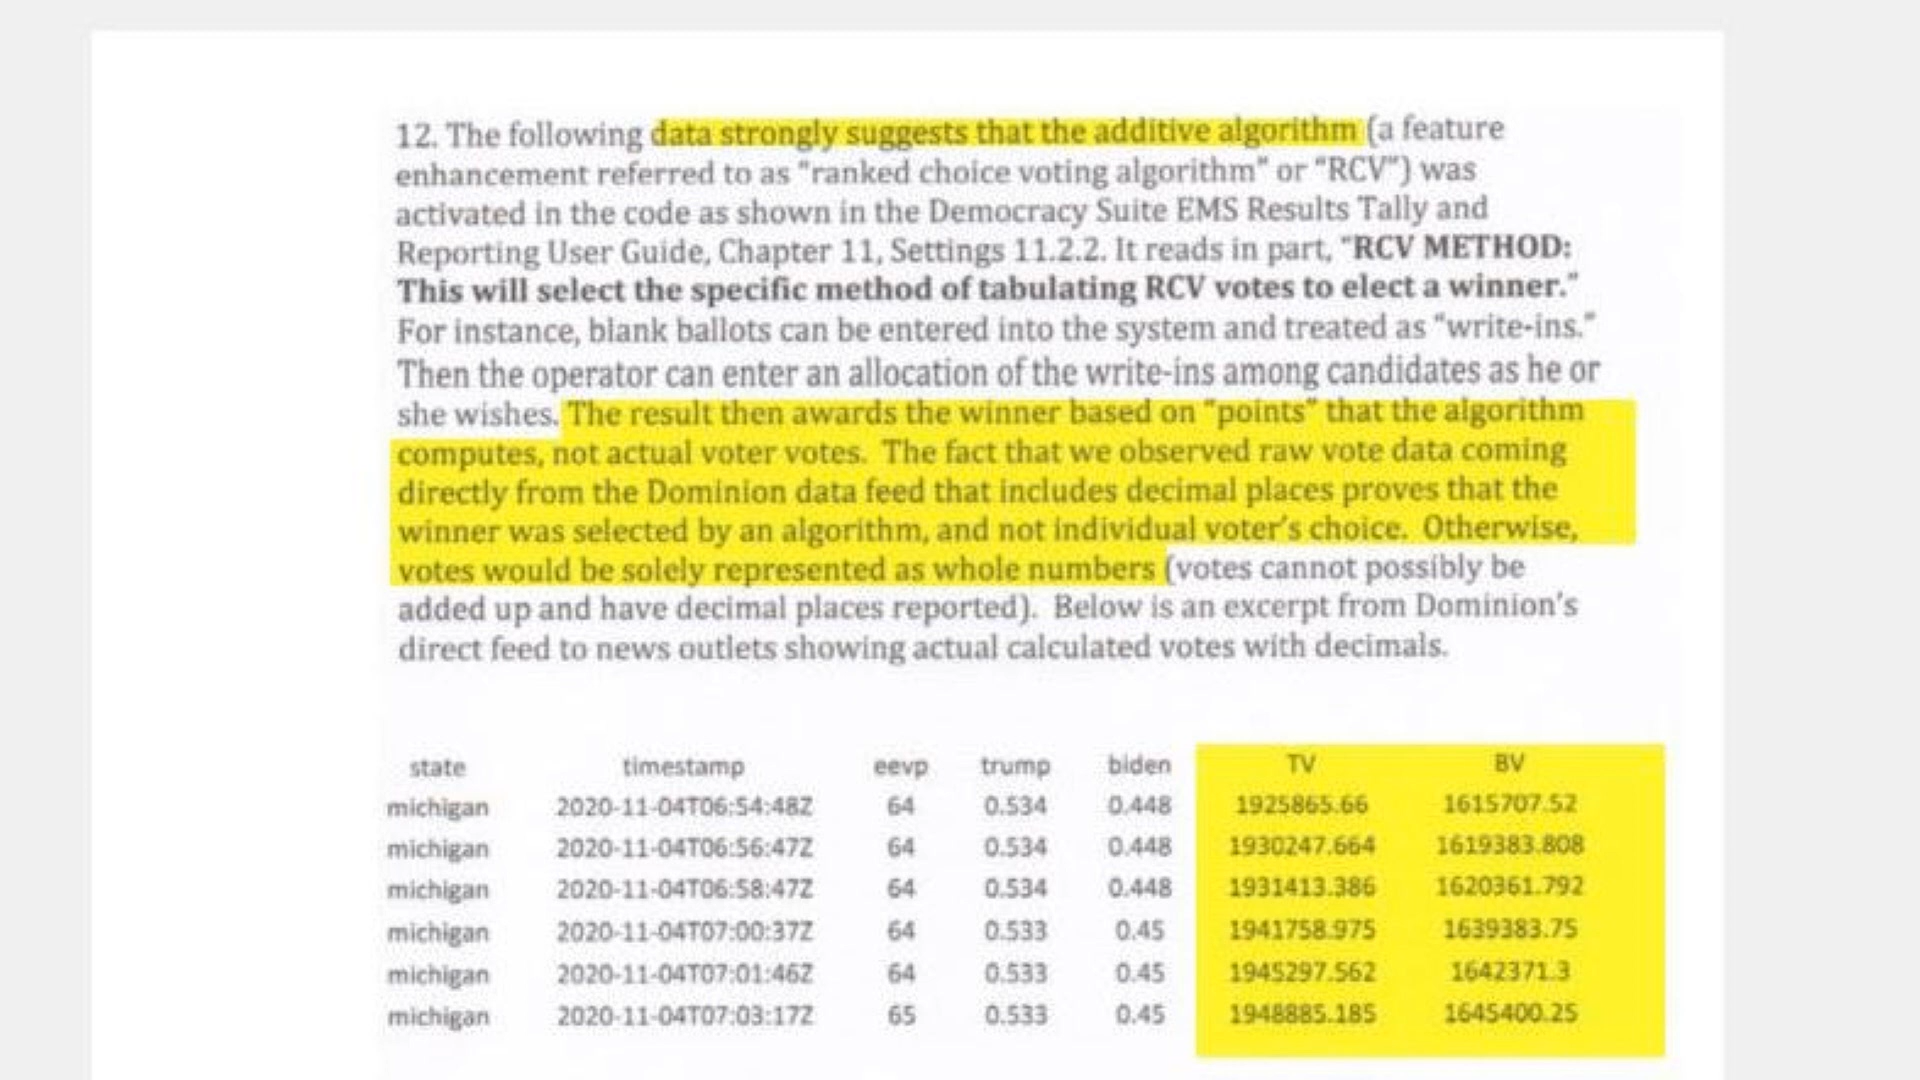 12. The following data strongly suggests that the additive algorithm (a feature
enhancement referred to as "ranked choice voting algorithm" or "RCV") was
activated in the code as shown in the Democracy Suite EMS Results Tally and
Reporting User Guide, Chapter 11, Settings 11.2.2. It reads in part, "RCV METHOD:
This will select the specific method of tabulating RCV votes to elect a winner."
For instance, blank ballots can be entered into the system and treated as "write-ins."
Then the operator can enter an allocation of the write-ins among candidates as he or
she wishes. The result then awards the winner based on "points" that the algorithm
computes, not actual voter votes. The fact that we observed raw vote data coming
directly from the Dominion data feed that includes decimal places proves that the
winner was selected by an algorithm, and not individual voter's choice. Otherwise,
votes would be solely represented as whole numbers (votes cannot possibly be
added up and have decimal places reported). Below is an excerpt from Dominion's
direct feed to news outlets showing actual calculated votes with decimals.
state timestamp eevp trump biden TV BV
michigan 2020-11-04T06:54:48Z 64 0.534 0.448 1925865.66 1615707.52
michigan 2020-11-04T06:56:47Z 64 0.534 0.448 1930247.664 1619383.808
michigan 2020-11-04T06:58:47Z 64 0.534 0.448 1931413.386 1620361.792
michigan 2020-11-04T07:00:37Z 64 0.533 0.45 1941758.975 1639383.75
michigan 2020-11-04T07:01:46Z 64 0.533 0.45 1945297.562 1642371.3
michigan 2020-11-04T07:03:17Z 65 0.533 0.45 1948885.185 1645400.25